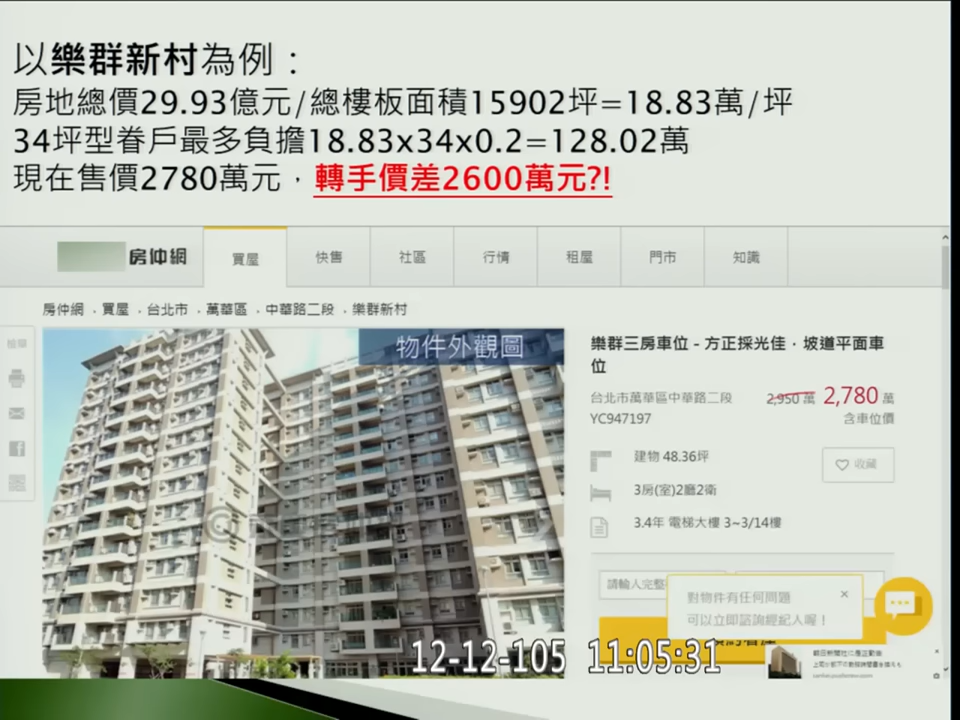 以樂群新村為例：
房地總價29.93億元/總樓板面積15902坪=18.83萬/坪
34坪型眷戶最多負擔18.83x34x0.2=128.02萬
現在售價2780萬元，轉手價差2600萬元?!
房仲網
買屋
快售
社區
行情
租屋
門市
知識
房仲網 ．買屋 ．台北市 ．萬華區 ．中華路二段 ．樂群新村
檢舉
物件外觀圖
樂群三房車位 – 方正採光佳．坡道平面車
位
台北市萬華區中華路二段
2,950 萬 2,780 萬
YC947197
含車位價
建物 48.36坪
收藏
3房(室)2廳2衛
3.4年 電梯大樓 3~3/14樓
請輸入完整
對物件有任何問題
可以立即諮詢經紀人喔！
12-12-105 11:05:31